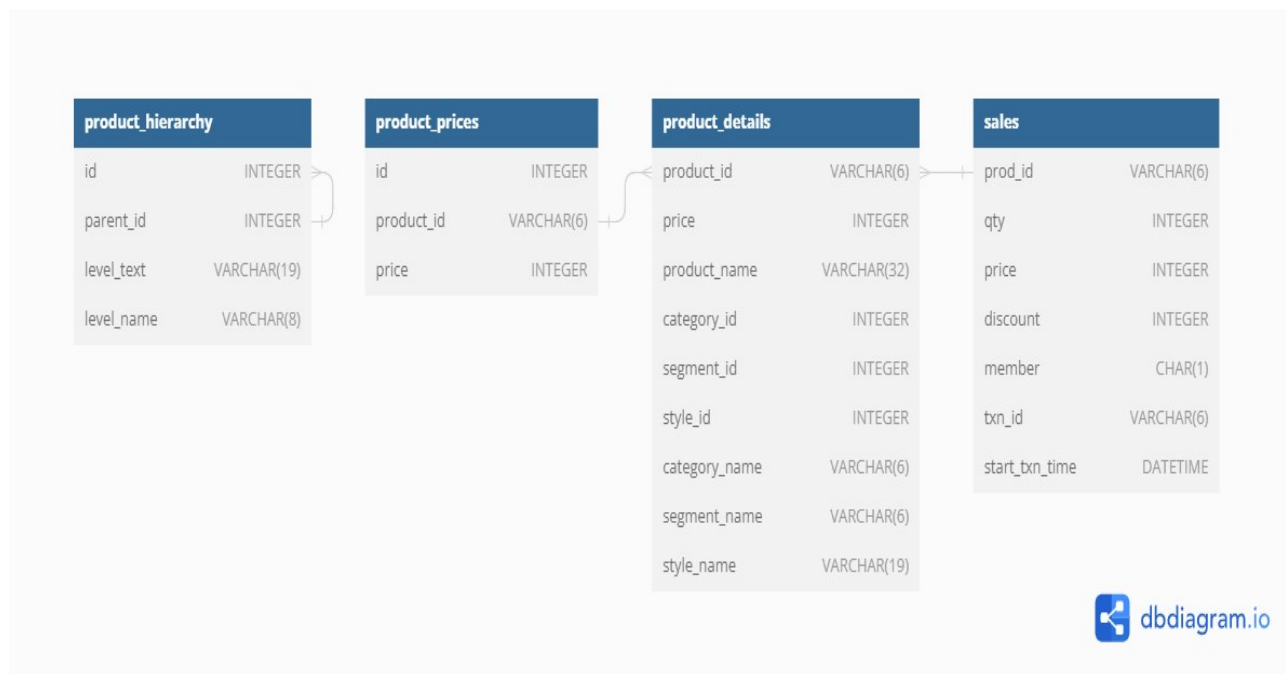 product_hierarchy
id INTEGER
parent_id INTEGER
level_text VARCHAR(19)
level_name VARCHAR(8)
product_prices
id INTEGER
product_id VARCHAR(6)
price INTEGER
product_details
product_id VARCHAR(6)
price INTEGER
product_name VARCHAR(32)
category_id INTEGER
segment_id INTEGER
style_id INTEGER
category_name VARCHAR(6)
segment_name VARCHAR(6)
style_name VARCHAR(19)
sales
prod_id VARCHAR(6)
qty INTEGER
price INTEGER
discount INTEGER
member CHAR(1)
txn_id VARCHAR(6)
start_txn_time DATETIME
dbdiagram.io